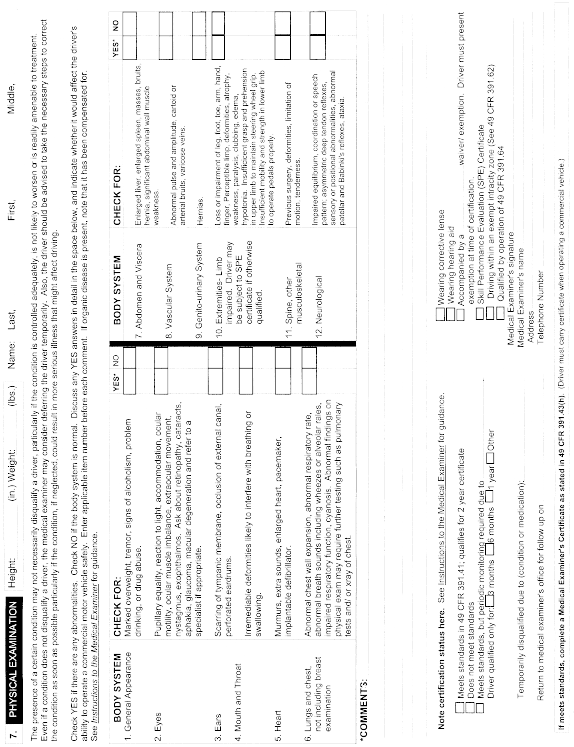 7. PHYSICAL EXAMINATION Height: (in.) Weight: (lbs.) Name: Last, First, Middle,
The presence of a certain condition may not necessarily disqualify a driver, particularly if the condition is controlled adequately, is not likely to worsen or is readily amenable to treatment.
Even if a condition does not disqualify a driver, the medical examiner may consider deferring the driver temporarily. Also, the driver should be advised to take the necessary steps to correct
the condition as soon as possible particularly if the condition, if neglected, could result in more serious illness that might affect driving.
Check YES if there are any abnormalities. Check NO if the body system is normal. Discuss any YES answers in detail in the space below, and indicate whether it would affect the driver's
ability to operate a commercial motor vehicle safely. Enter applicable item number before each comment. If organic disease is present, note that it has been compensated for.
See Instructions to the Medical Examiner for guidance.
BODY SYSTEM CHECK FOR: YES* NO
1. General Appearance Marked overweight, tremor, signs of alcoholism, problem
drinking, or drug abuse.
2. Eyes Pupillary equality, reaction to light, accommodation, ocular
motility, ocular muscle imbalance, extraocular movement,
nystagmus, exophthalmos. Ask about retinopathy, cataracts,
aphakia, glaucoma, macular degeneration and refer to a
specialist if appropriate.
3. Ears Scarring of tympanic membrane, occlusion of external canal,
perforated eardrums.
4. Mouth and Throat Irremediable deformities likely to interfere with breathing or
swallowing.
5. Heart Murmurs, extra sounds, enlarged heart, pacemaker,
implantable defibrillator.
6. Lungs and chest, Abnormal chest wall expansion, abnormal respiratory rate,
not including breast abnormal breath sounds including wheezes or alveolar rales,
examination impaired respiratory function, cyanosis. Abnormal findings on
physical exam may require further testing such as pulmonary
tests and/ or xray of chest.
BODY SYSTEM CHECK FOR: YES* NO
7. Abdomen and Viscera Enlarged liver, enlarged spleen, masses, bruits,
hernia, significant abdominal wall muscle
weakness.
8. Vascular System Abnormal pulse and amplitude, carotid or
arterial bruits, varicose veins.
9. Genito-urinary System Hernias.
10. Extremities- Limb Loss or impairment of leg, foot, toe, arm, hand,
impaired. Driver may finger. Perceptible limp, deformities, atrophy,
be subject to SPE weakness, paralysis, clubbing, edema,
certificate if otherwise hypotonia. Insufficient grasp and prehension
qualified. in upper limb to maintain steering wheel grip.
Insufficient mobility and strength in lower limb
to operate pedals properly.
11. Spine, other Previous surgery, deformities, limitation of
musculoskeletal motion, tenderness.
12. Neurological Impaired equilibrium, coordination or speech
pattern; asymmetric deep tendon reflexes,
sensory or positional abnormalities, abnormal
patellar and Babinki's reflexes, ataxia.
*COMMENTS:
Note certification status here. See Instructions to the Medical Examiner for guidance.
Meets standards in 49 CFR 391.41; qualifies for 2 year certificate
Does not meet standards
Meets standards, but periodic monitoring required due to
Driver qualified only for: 3 months 6 months 1 year Other
Temporarily disqualified due to (condition or medication):
Return to medical examiner's office for follow up on
Wearing corrective lense
Wearing hearing aid
Accompanied by a waiver/ exemption. Driver must present
exemption at time of certification.
Skill Performance Evaluation (SPE) Certificate
Driving within an exempt intracity zone (See 49 CFR 391.62)
Qualified by operation of 49 CFR 391.64
Medical Examiner's signature
Medical Examiner's name
Address
Telephone Number
If meets standards, complete a Medical Examiner's Certificate as stated in 49 CFR 391.43(h). (Driver must carry certificate when operating a commercial vehicle.)